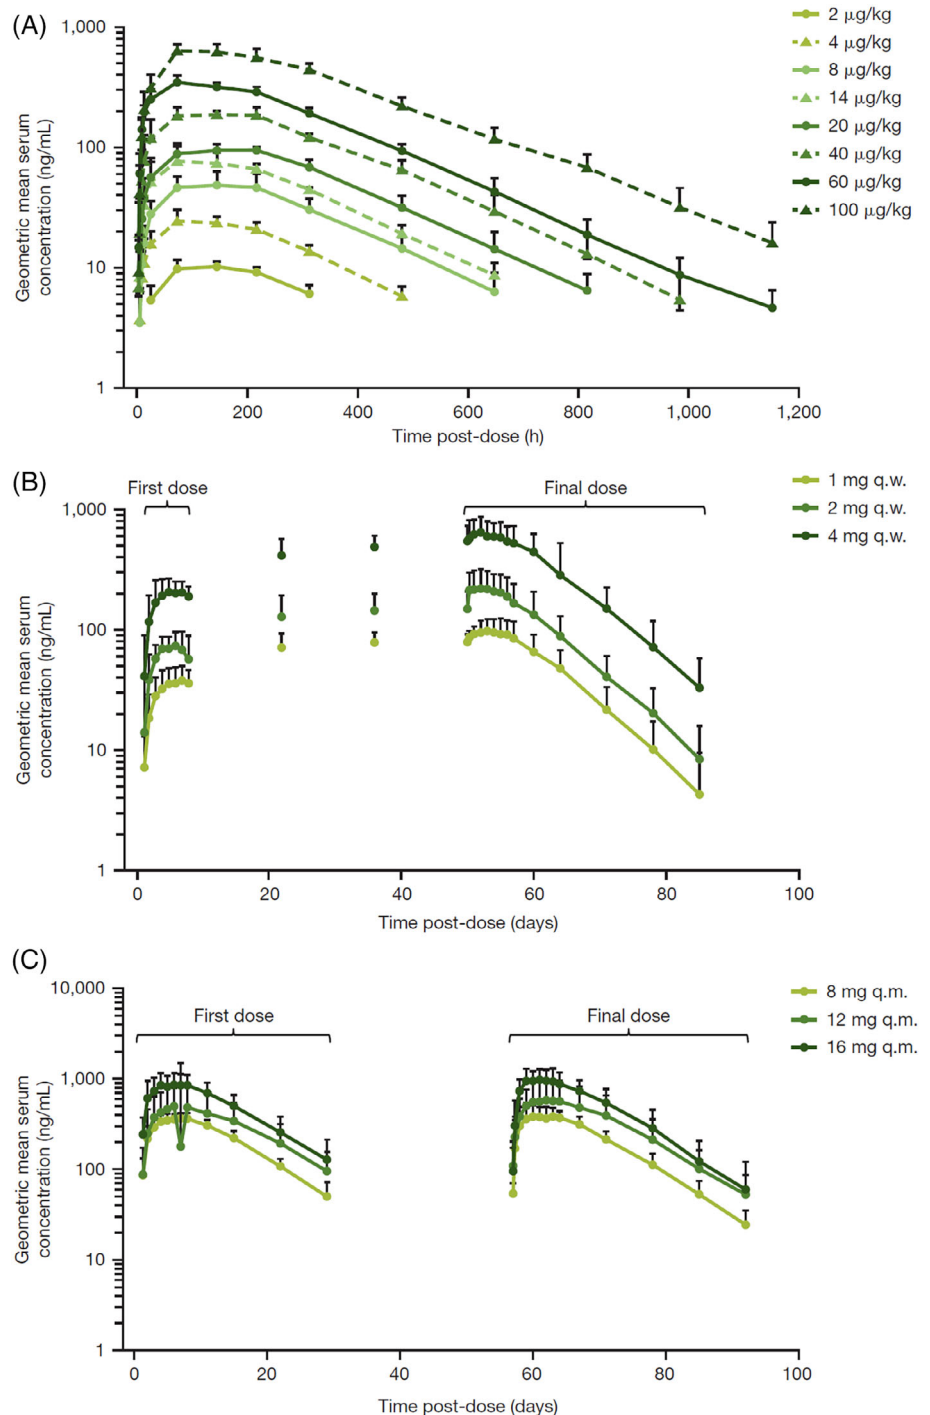 (A)
1,000
100
10
1
Geometric mean serum
concentration (ng/mL)
0 200 400 600 800 1,000 1,200
Time post-dose (h)
2 μg/kg
4 μg/kg
8 μg/kg
14 μg/kg
20 μg/kg
40 μg/kg
60 μg/kg
100 μg/kg
(B)
First dose
Final dose
1,000
100
10
1
Geometric mean serum
concentration (ng/mL)
0 20 40 60 80 100
Time post-dose (days)
1 mg q.w.
2 mg q.w.
4 mg q.w.
(C)
First dose
Final dose
10,000
1,000
100
10
1
Geometric mean serum
concentration (ng/mL)
0 20 40 60 80 100
Time post-dose (days)
8 mg q.m.
12 mg q.m.
16 mg q.m.